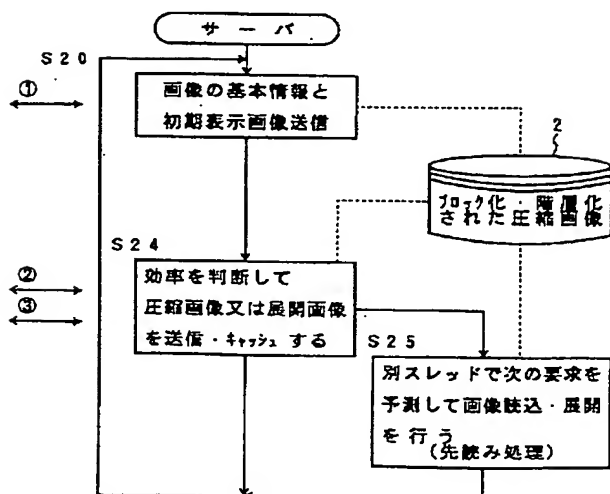 サーバ
S20
①
画像の基本情報と
初期表示画像送信
2
ブロック化・階層化
された圧縮画像
S24
②
③
効率を判断して
圧縮画像又は展開画像
を送信・キャッシュする
S25
別スレッドで次の要求を
予測して画像読込・展開
を行う
(先読み処理)